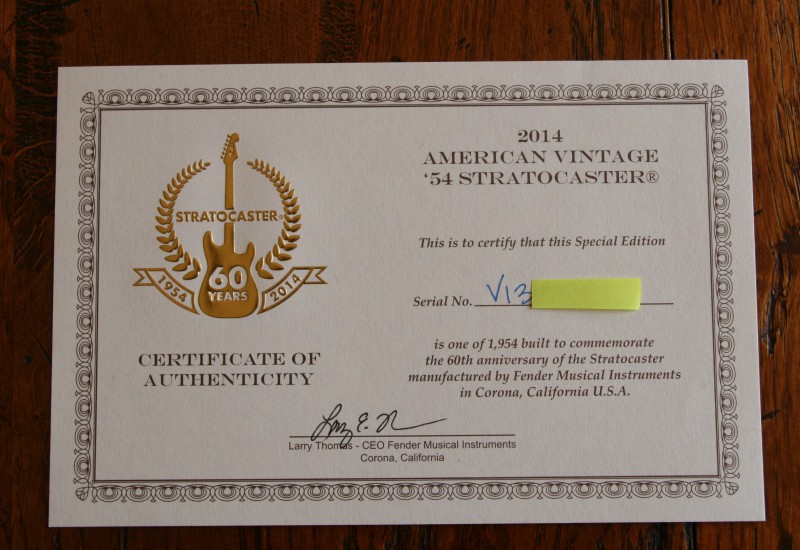 STRATOCASTER®
60
YEARS
1954
2014
CERTIFICATE OF
AUTHENTICITY
2014
AMERICAN VINTAGE
‘54 STRATOCASTER®
This is to certify that this Special Edition
Serial No. V13
is one of 1,954 built to commemorate
the 60th anniversary of the Stratocaster
manufactured by Fender Musical Instruments
in Corona, California U.S.A.
Larry Thomas - CEO Fender Musical Instruments
Corona, California